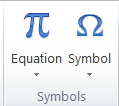 π Ω
Equation Symbol
Symbols